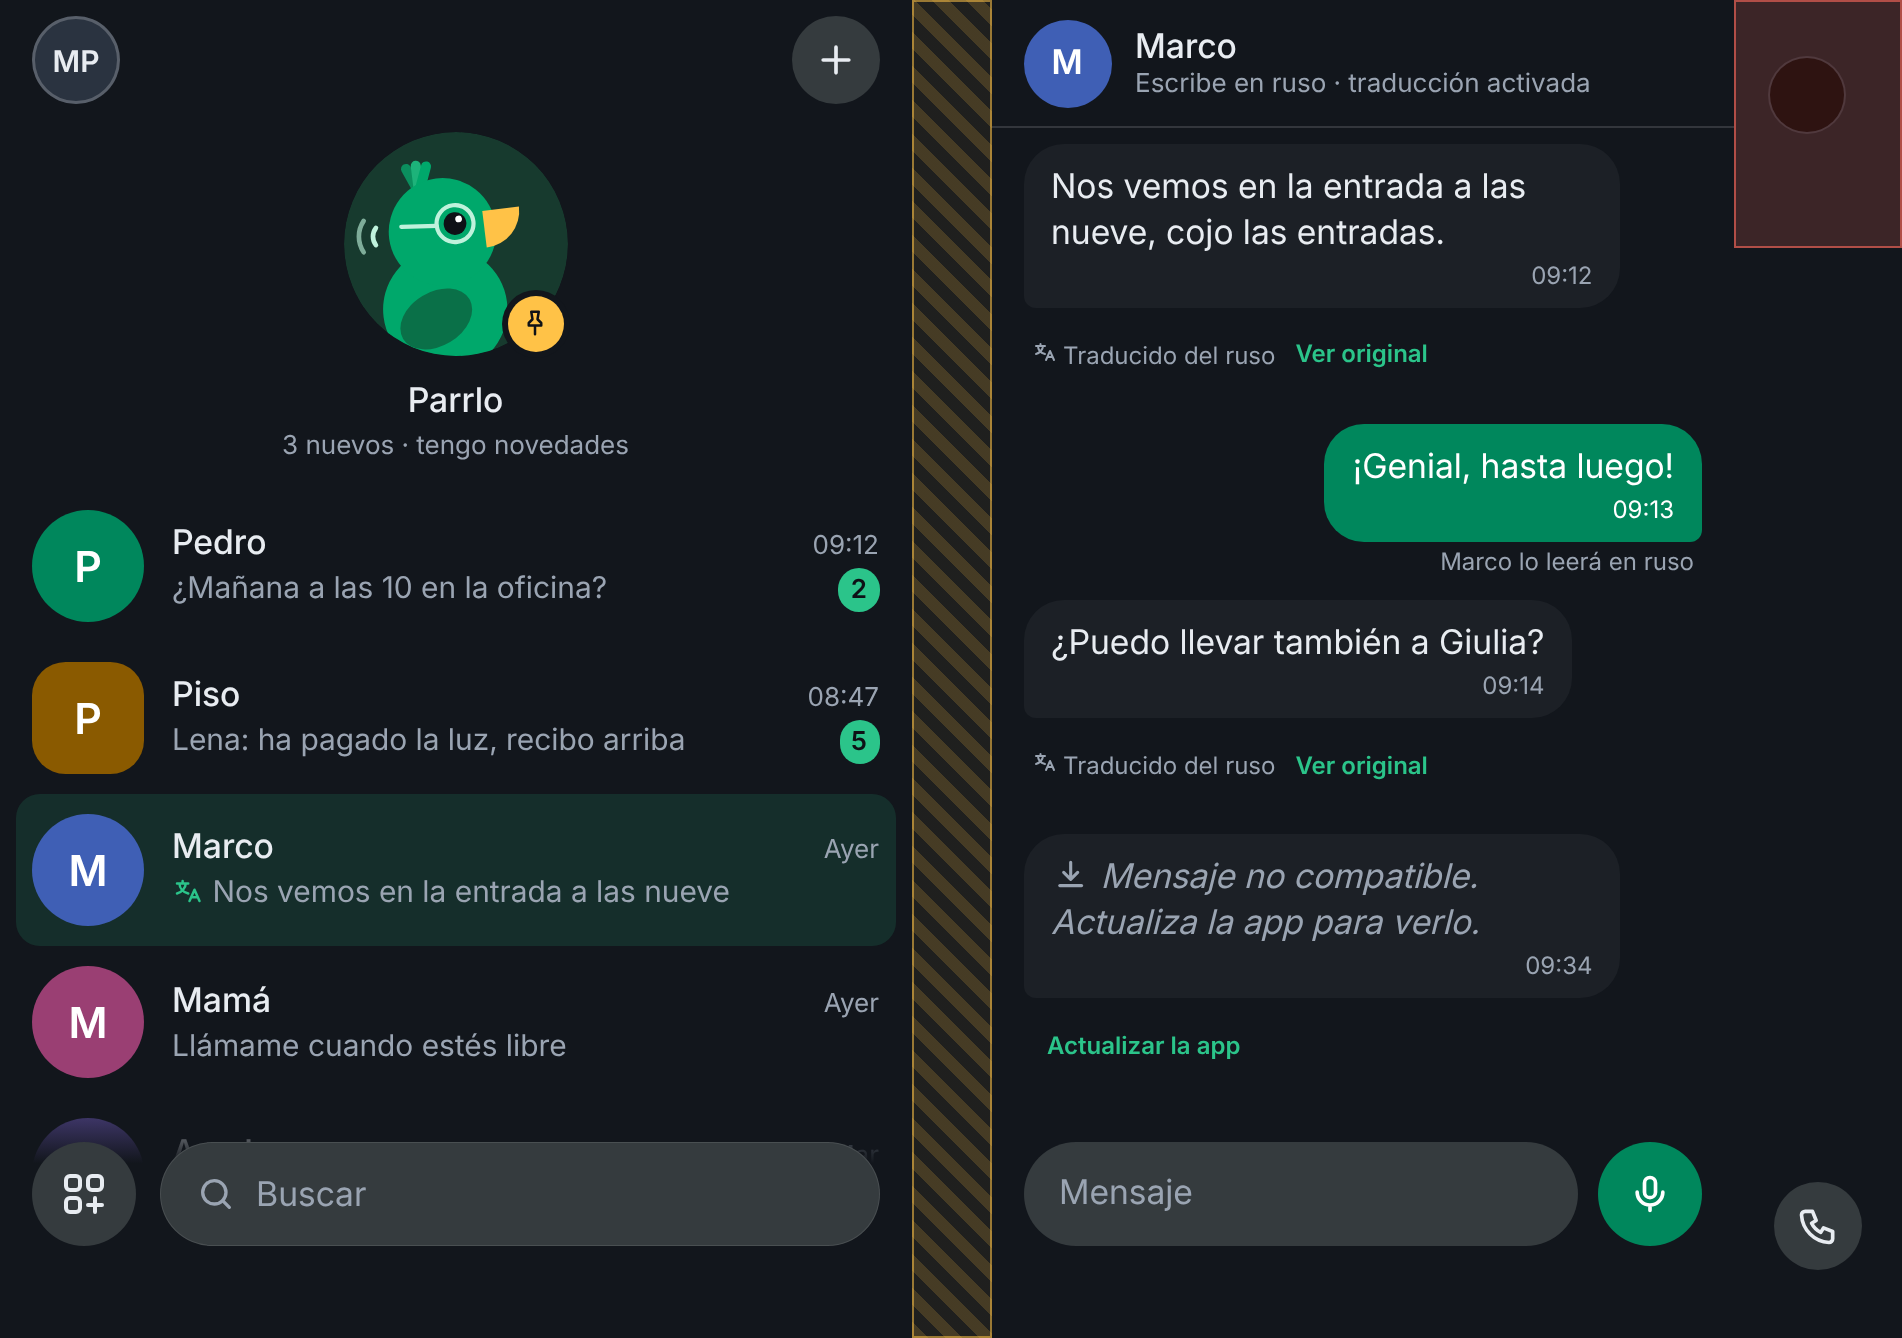 MP
Parrlo
3 nuevos · tengo novedades
P
Pedro
09:12
¿Mañana a las 10 en la oficina?
2
P
Piso
08:47
Lena: ha pagado la luz, recibo arriba
5
M
Marco
Ayer
Nos vemos en la entrada a las nueve
M
Mamá
Ayer
Llámame cuando estés libre
Buscar
M
Marco
Escribe en ruso · traducción activada
Nos vemos en la entrada a las
nueve, cojo las entradas.
09:12
Traducido del ruso Ver original
¡Genial, hasta luego!
09:13
Marco lo leerá en ruso
¿Puedo llevar también a Giulia?
09:14
Traducido del ruso Ver original
Mensaje no compatible.
Actualiza la app para verlo.
09:34
Actualizar la app
Mensaje